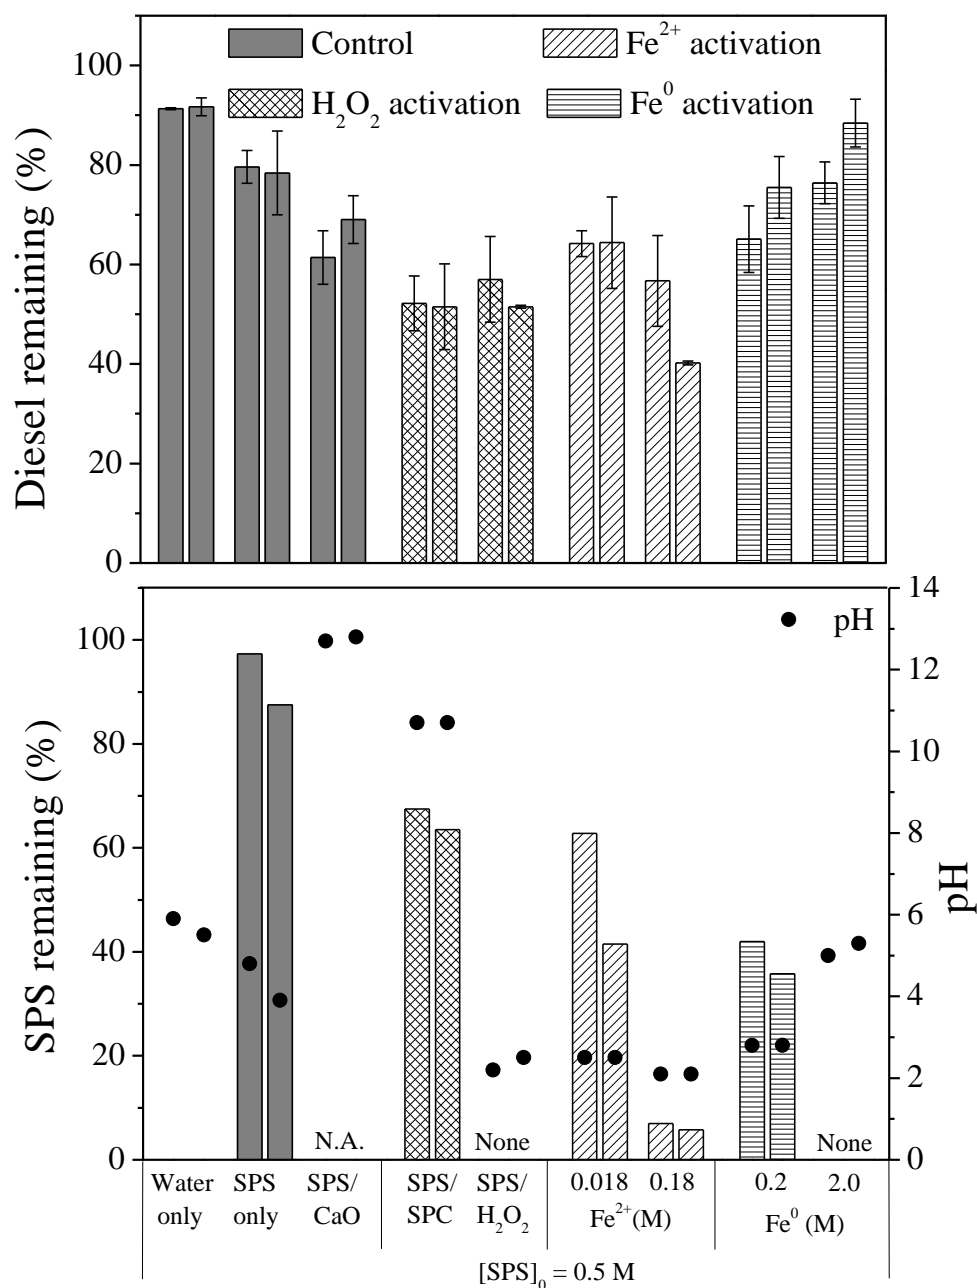 Control
Fe²⁺ activation
H₂O₂ activation
Fe⁰ activation
Diesel remaining (%)
100
80
60
40
20
0
pH
SPS remaining (%)
100
80
60
40
20
0
N.A.
None
None
14
12
10
8
6
4
2
0
pH
Water only
SPS only
SPS/ CaO
SPS/ SPC
SPS/ H₂O₂
0.018 0.18
Fe²⁺(M)
0.2 2.0
Fe⁰ (M)
[SPS]₀ = 0.5 M